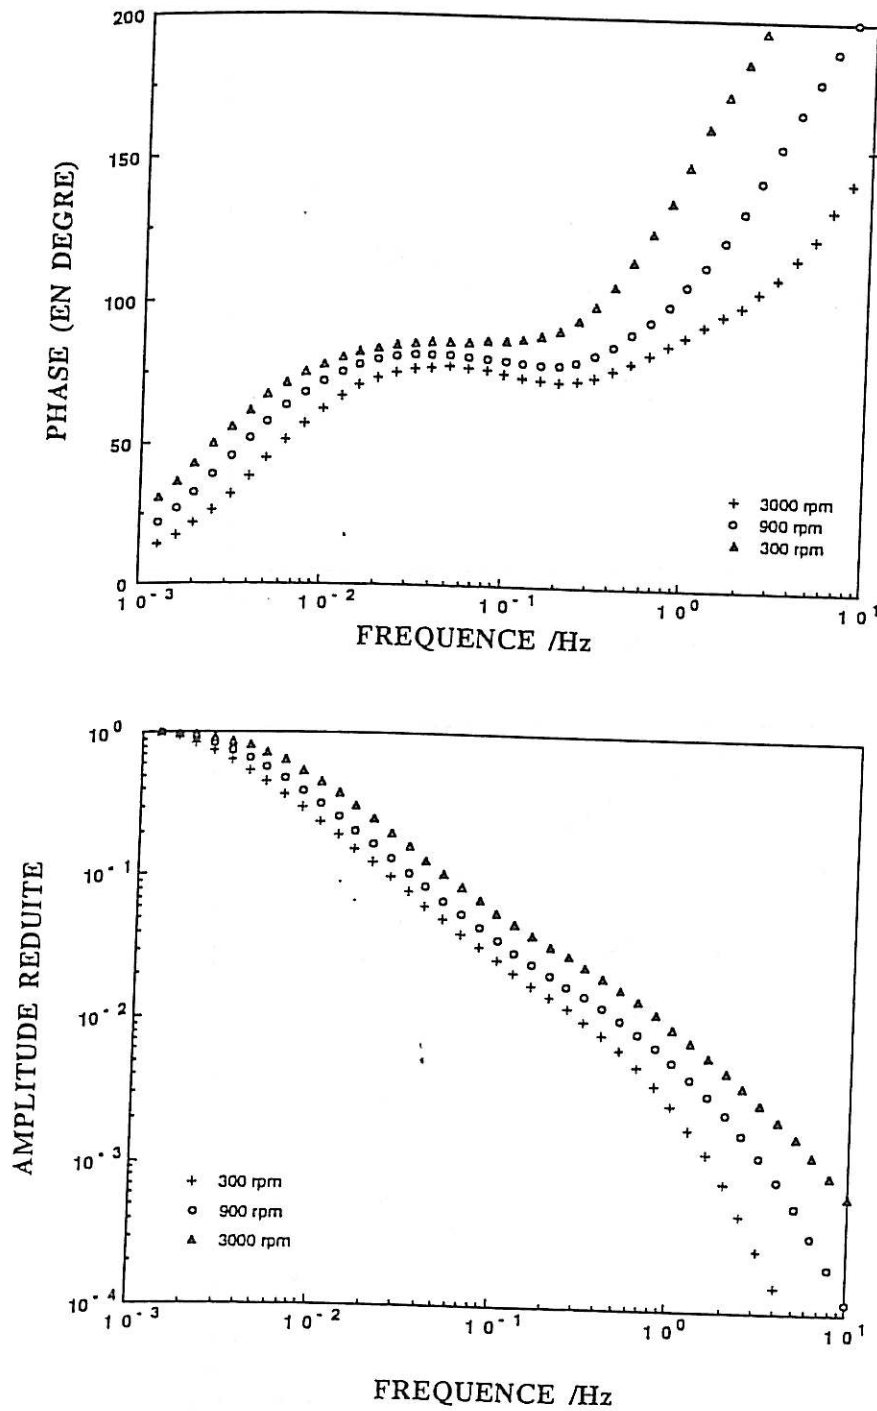 200
150
100
50
0
PHASE (EN DEGRE)
+ 3000 rpm
o 900 rpm
▵ 300 rpm
10⁻³ 10⁻² 10⁻¹ 10⁰ 10¹
FREQUENCE /Hz
10⁰
10⁻¹
10⁻²
10⁻³
10⁻⁴
AMPLITUDE REDUITE
+ 300 rpm
o 900 rpm
▵ 3000 rpm
10⁻³ 10⁻² 10⁻¹ 10⁰ 10¹
FREQUENCE /Hz